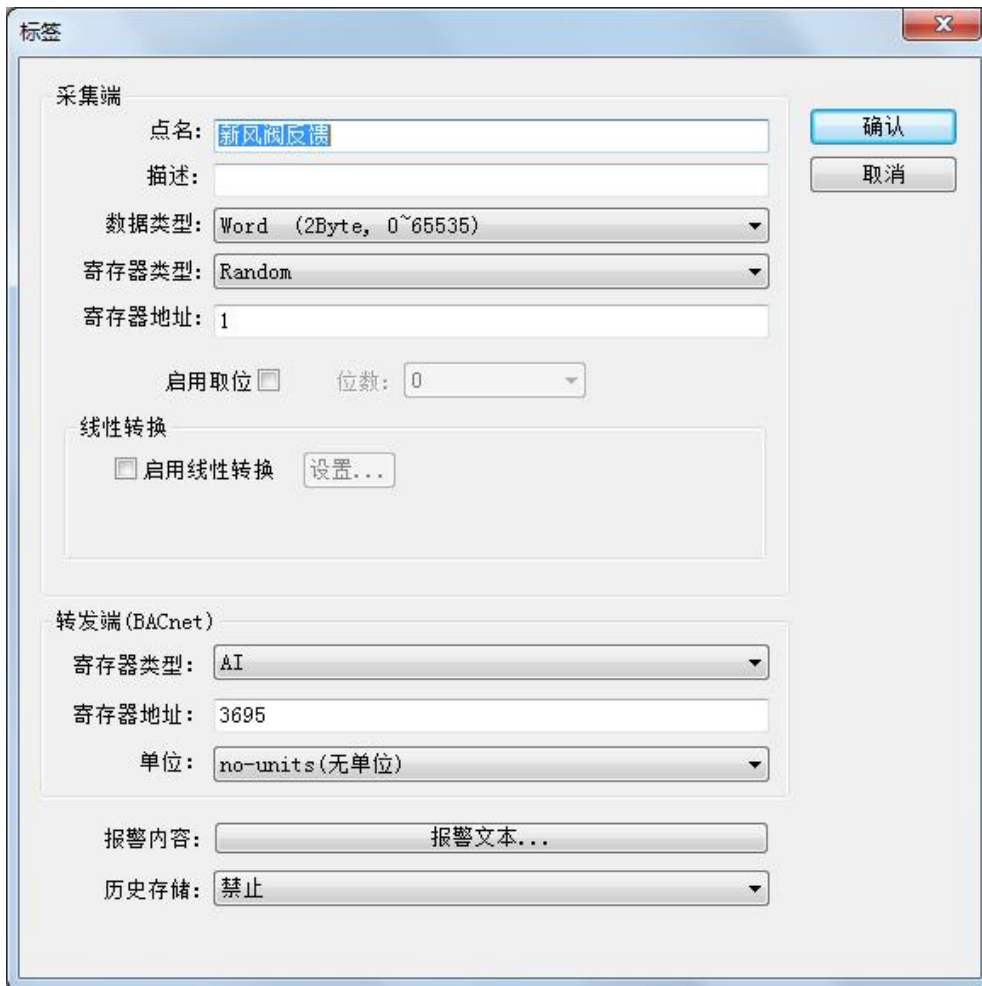 标签
采集端
点名: 新风阀反馈
确认
描述:
取消
数据类型: Word (2Byte, 0~65535)
寄存器类型: Random
寄存器地址: 1
启用取位 位数: 0
线性转换
启用线性转换 设置...
转发端(BACnet)
寄存器类型: AI
寄存器地址: 3695
单位: no-units(无单位)
报警内容: 报警文本...
历史存储: 禁止